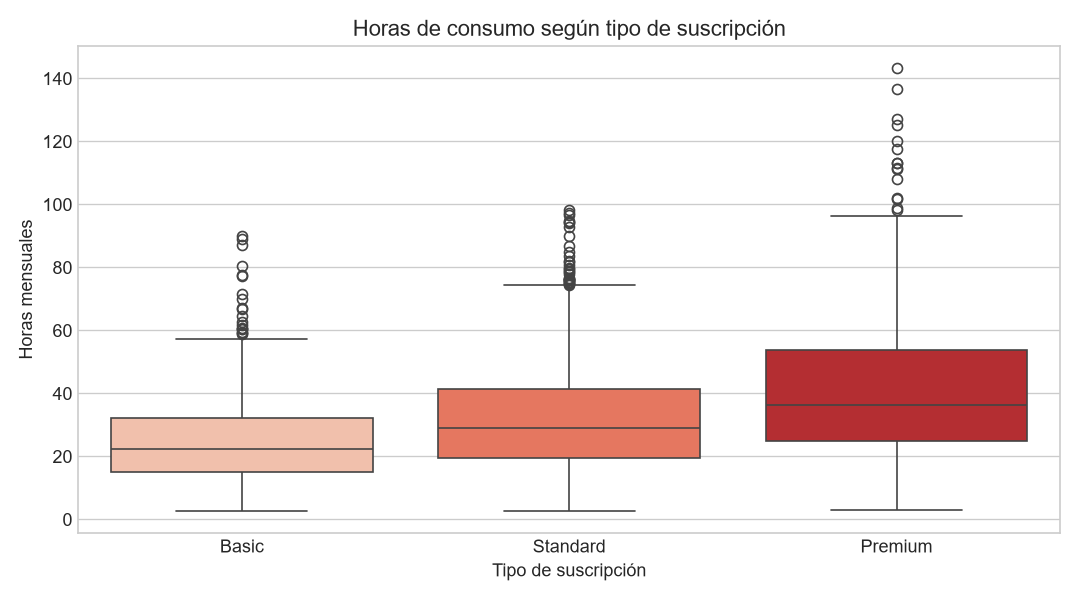 Horas de consumo según tipo de suscripción
Horas mensuales
140
120
100
80
60
40
20
0
Basic
Standard
Premium
Tipo de suscripción